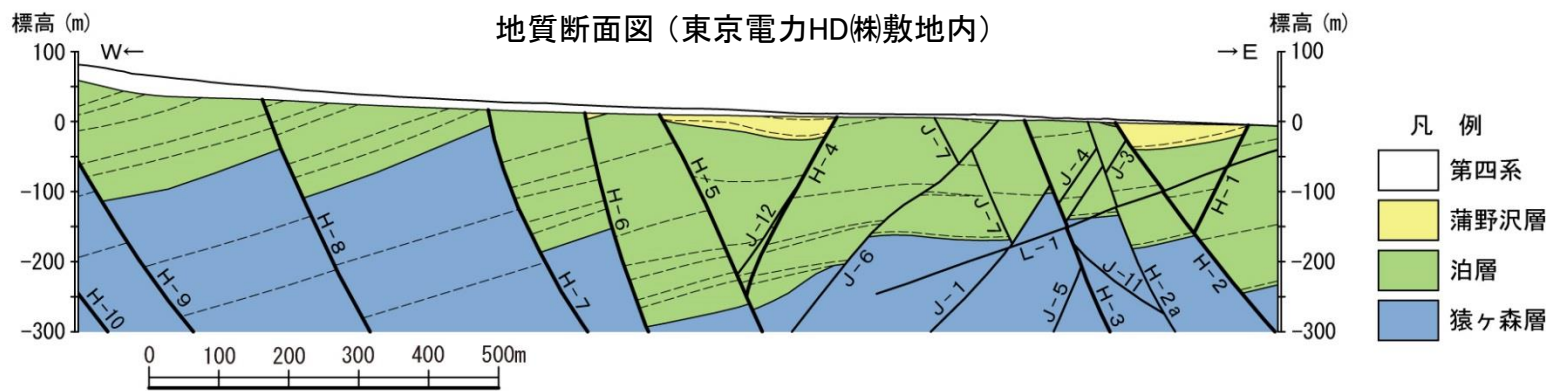 地質断面図（東京電力HD㈱敷地内）
標高(m)
標高(m)
W←
→E
100
0
-100
-200
-300
100
0
-100
-200
-300
H-10
H-9
H-8
H-7
H-6
H-5
J-12
H-4
J-6
J-7
J-7
J-1
L-1
J-5
J-4
J-3
J-11
H-3
H-2a
H-2
H-1
凡 例
第四系
蒲野沢層
泊層
猿ヶ森層
0 100 200 300 400 500m